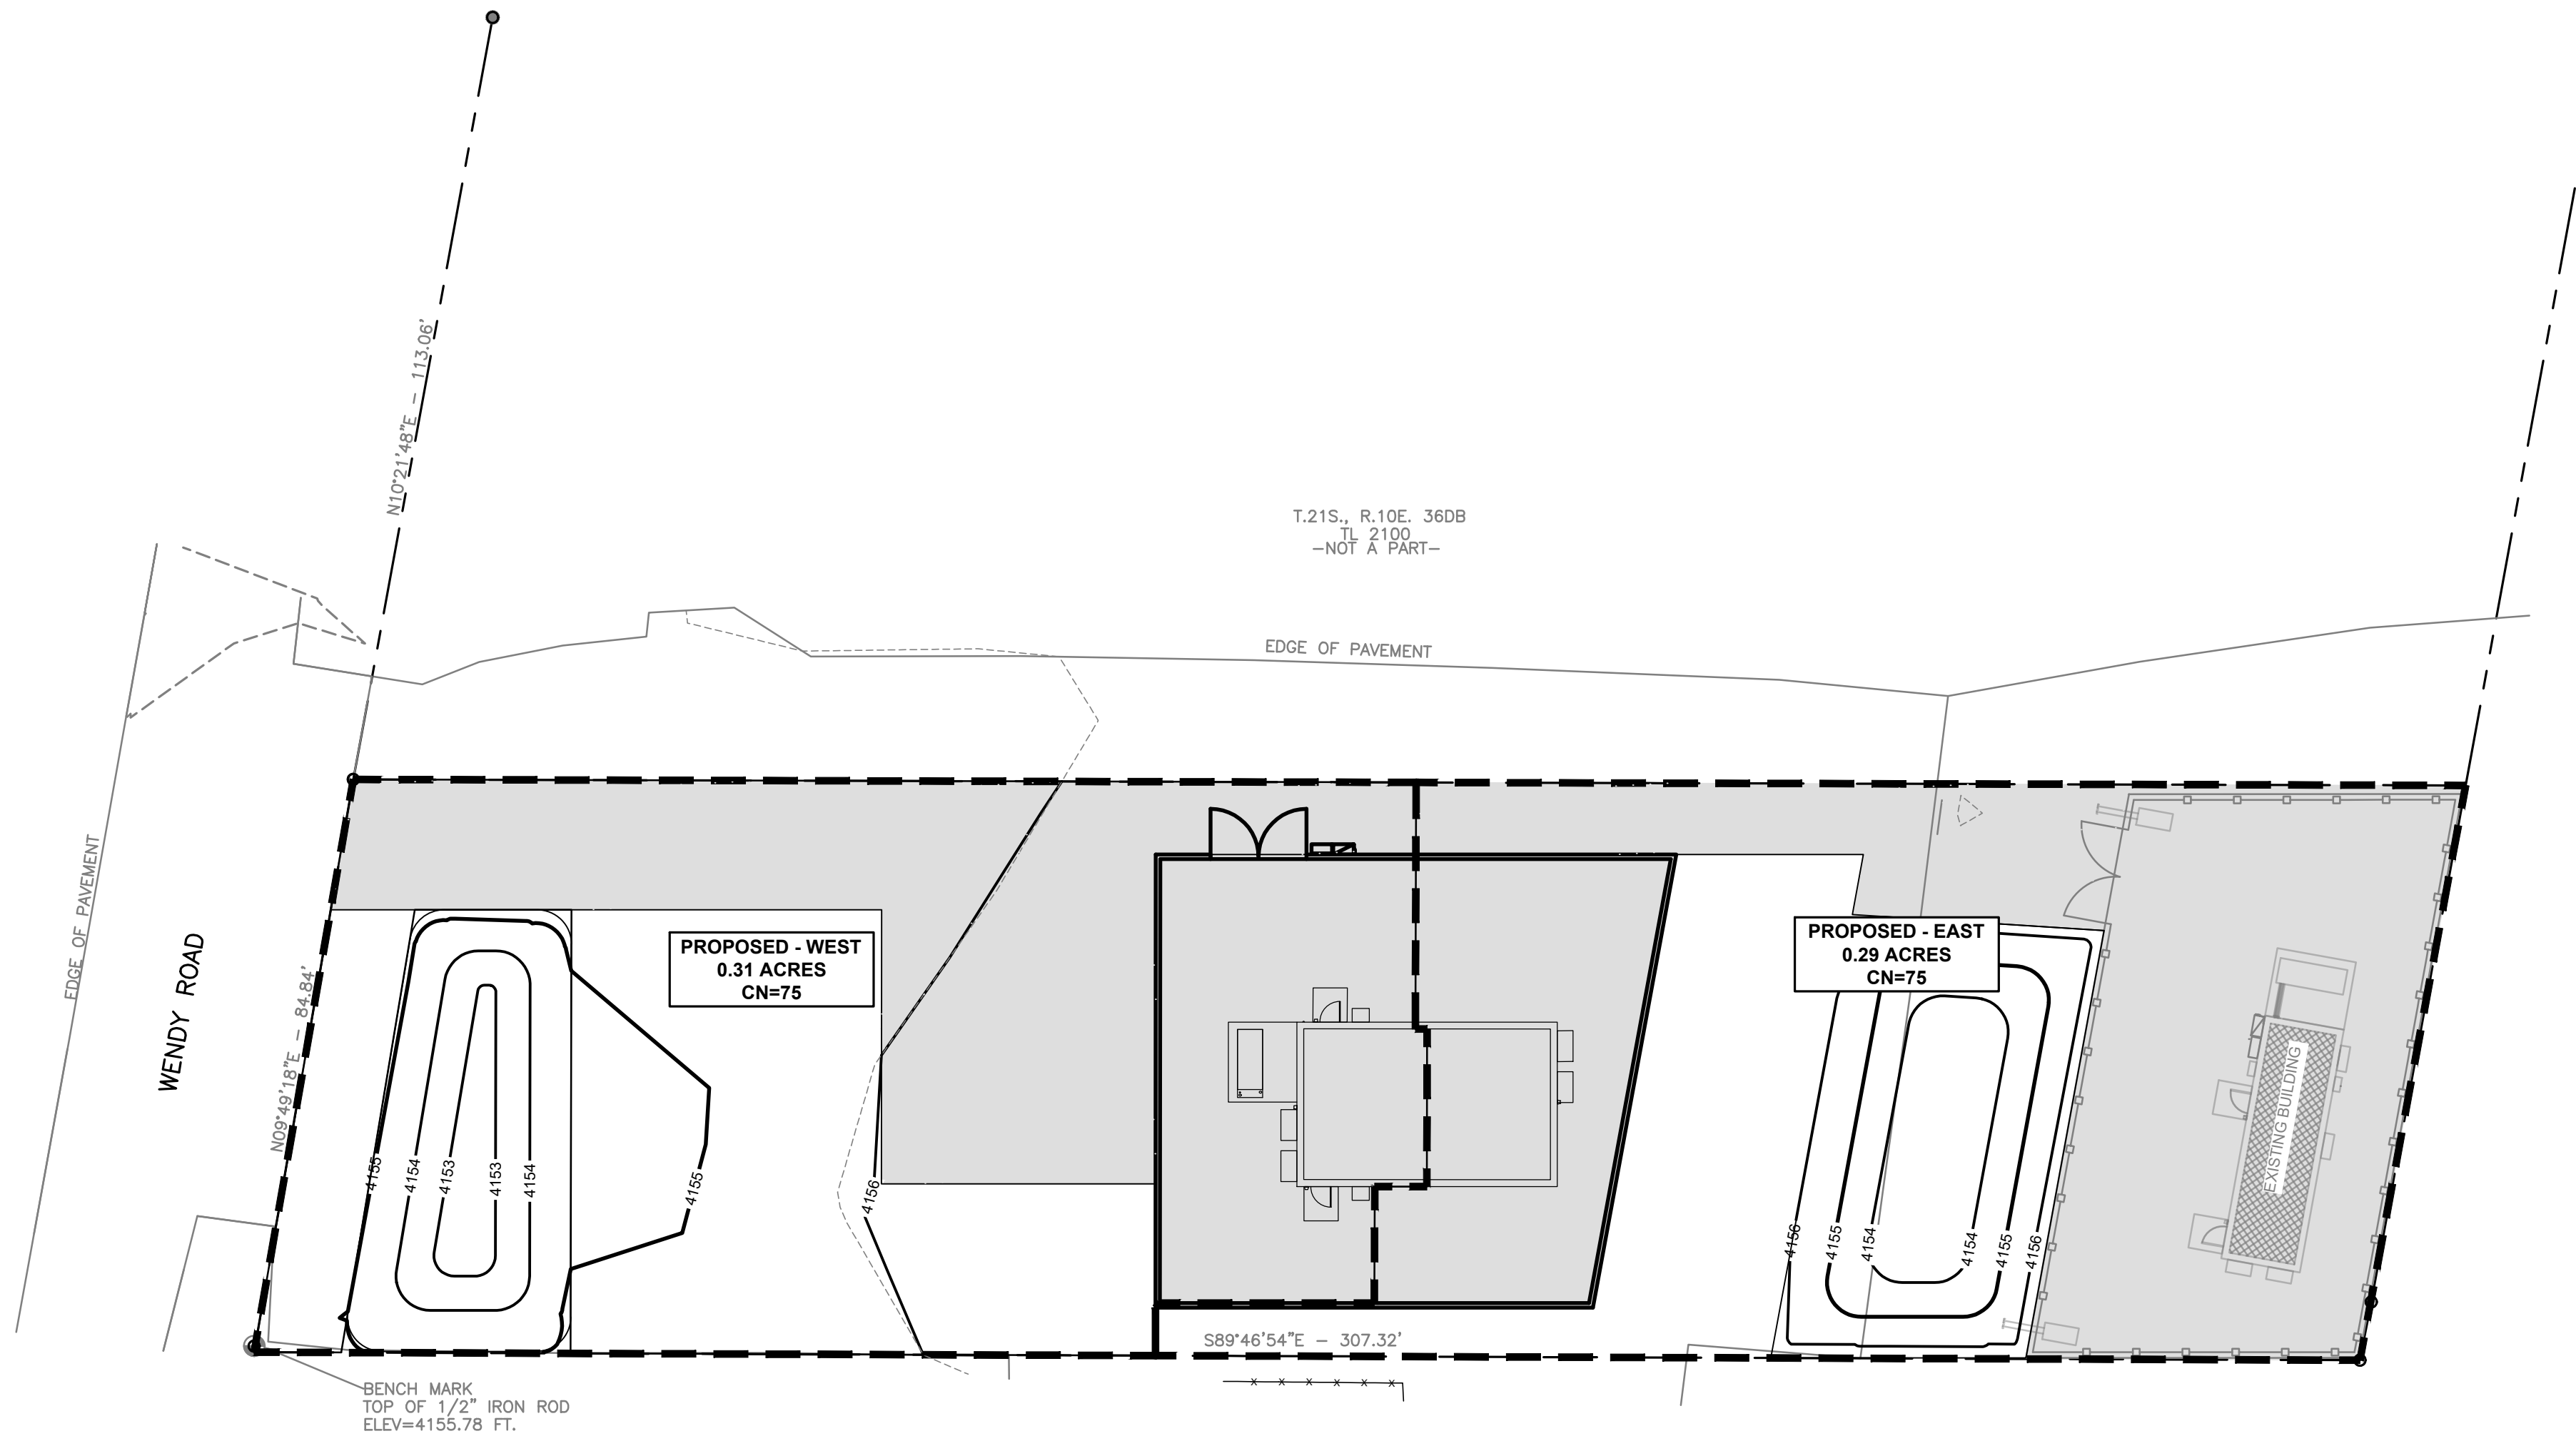 N10°21'48"E - 113.06'
T.21S., R.10E. 36DB
TL 2100
-NOT A PART-
EDGE OF PAVEMENT
EDGE OF PAVEMENT
WENDY ROAD
N09°49'18"E - 84.84'
PROPOSED - WEST
0.31 ACRES
CN=75
PROPOSED - EAST
0.29 ACRES
CN=75
4155
4154
4153
4153
4154
4155
4156
4156
4155
4154
4154
4155
4156
EXISTING BUILDING
S89°46'54"E - 307.32'
x x x x x x
BENCH MARK
TOP OF 1/2" IRON ROD
ELEV=4155.78 FT.